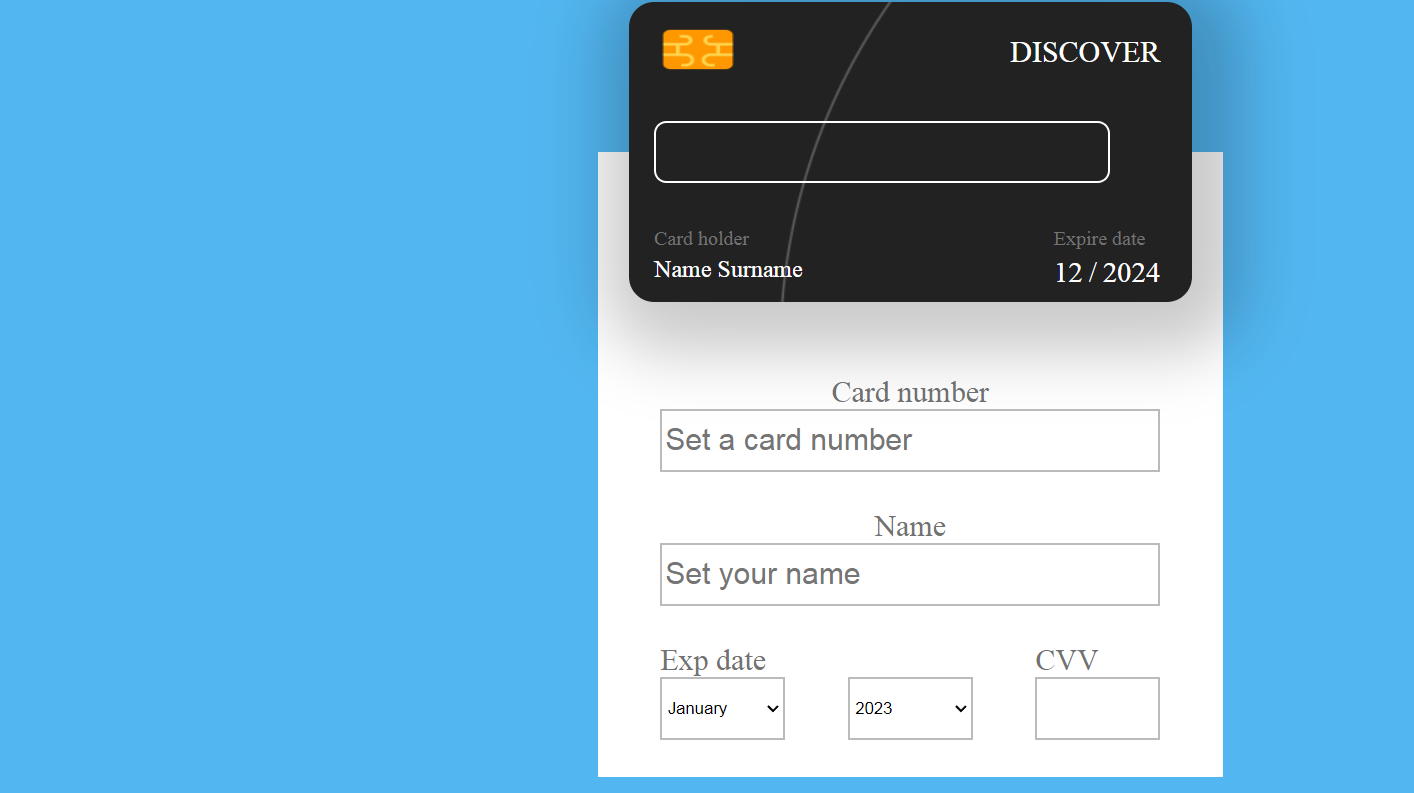 DISCOVER
Card holder
Expire date
Name Surname
12 / 2024
Card number
Set a card number
Name
Set your name
Exp date
CVV
January
2023